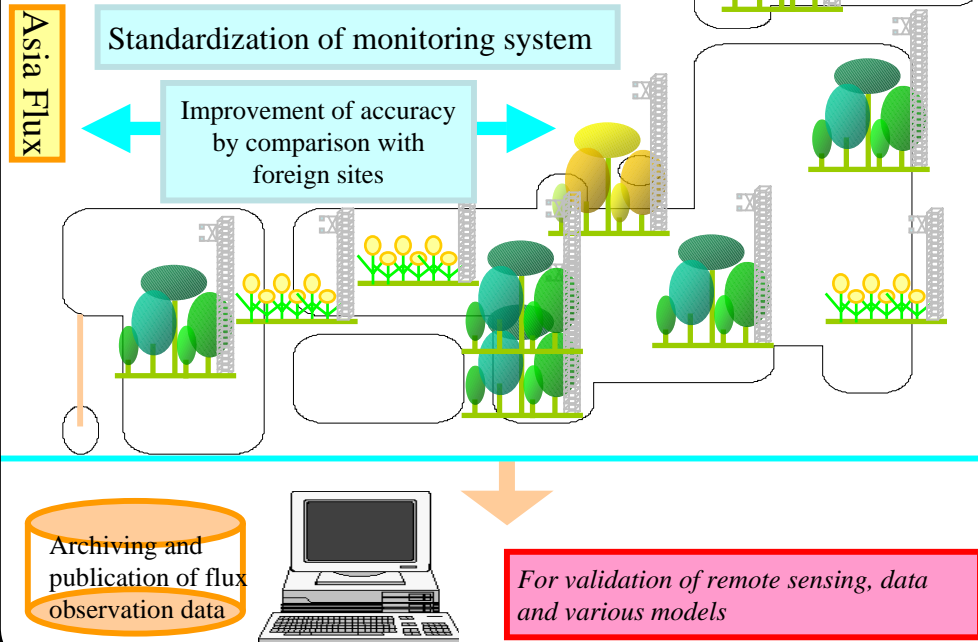 Asia Flux
Standardization of monitoring system
Improvement of accuracy
by comparison with
foreign sites
Archiving and
publication of flux
observation data
For validation of remote sensing, data
and various models